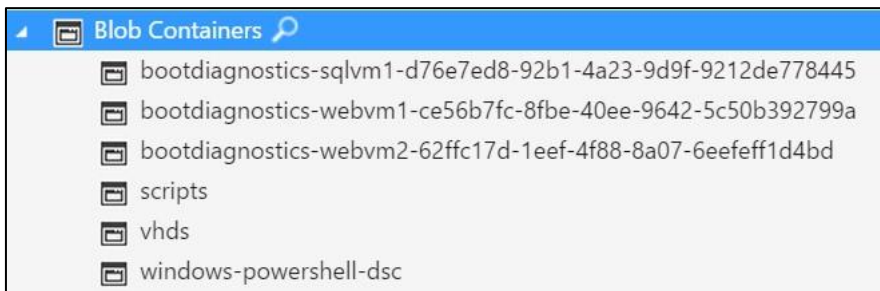 Blob Containers
bootdiagnostics-sqlvm1-d76e7ed8-92b1-4a23-9d9f-9212de778445
bootdiagnostics-webvm1-ce56b7fc-8fbe-40ee-9642-5c50b392799a
bootdiagnostics-webvm2-62ffc17d-1eef-4f88-8a07-6eefeff1d4bd
scripts
vhds
windows-powershell-dsc